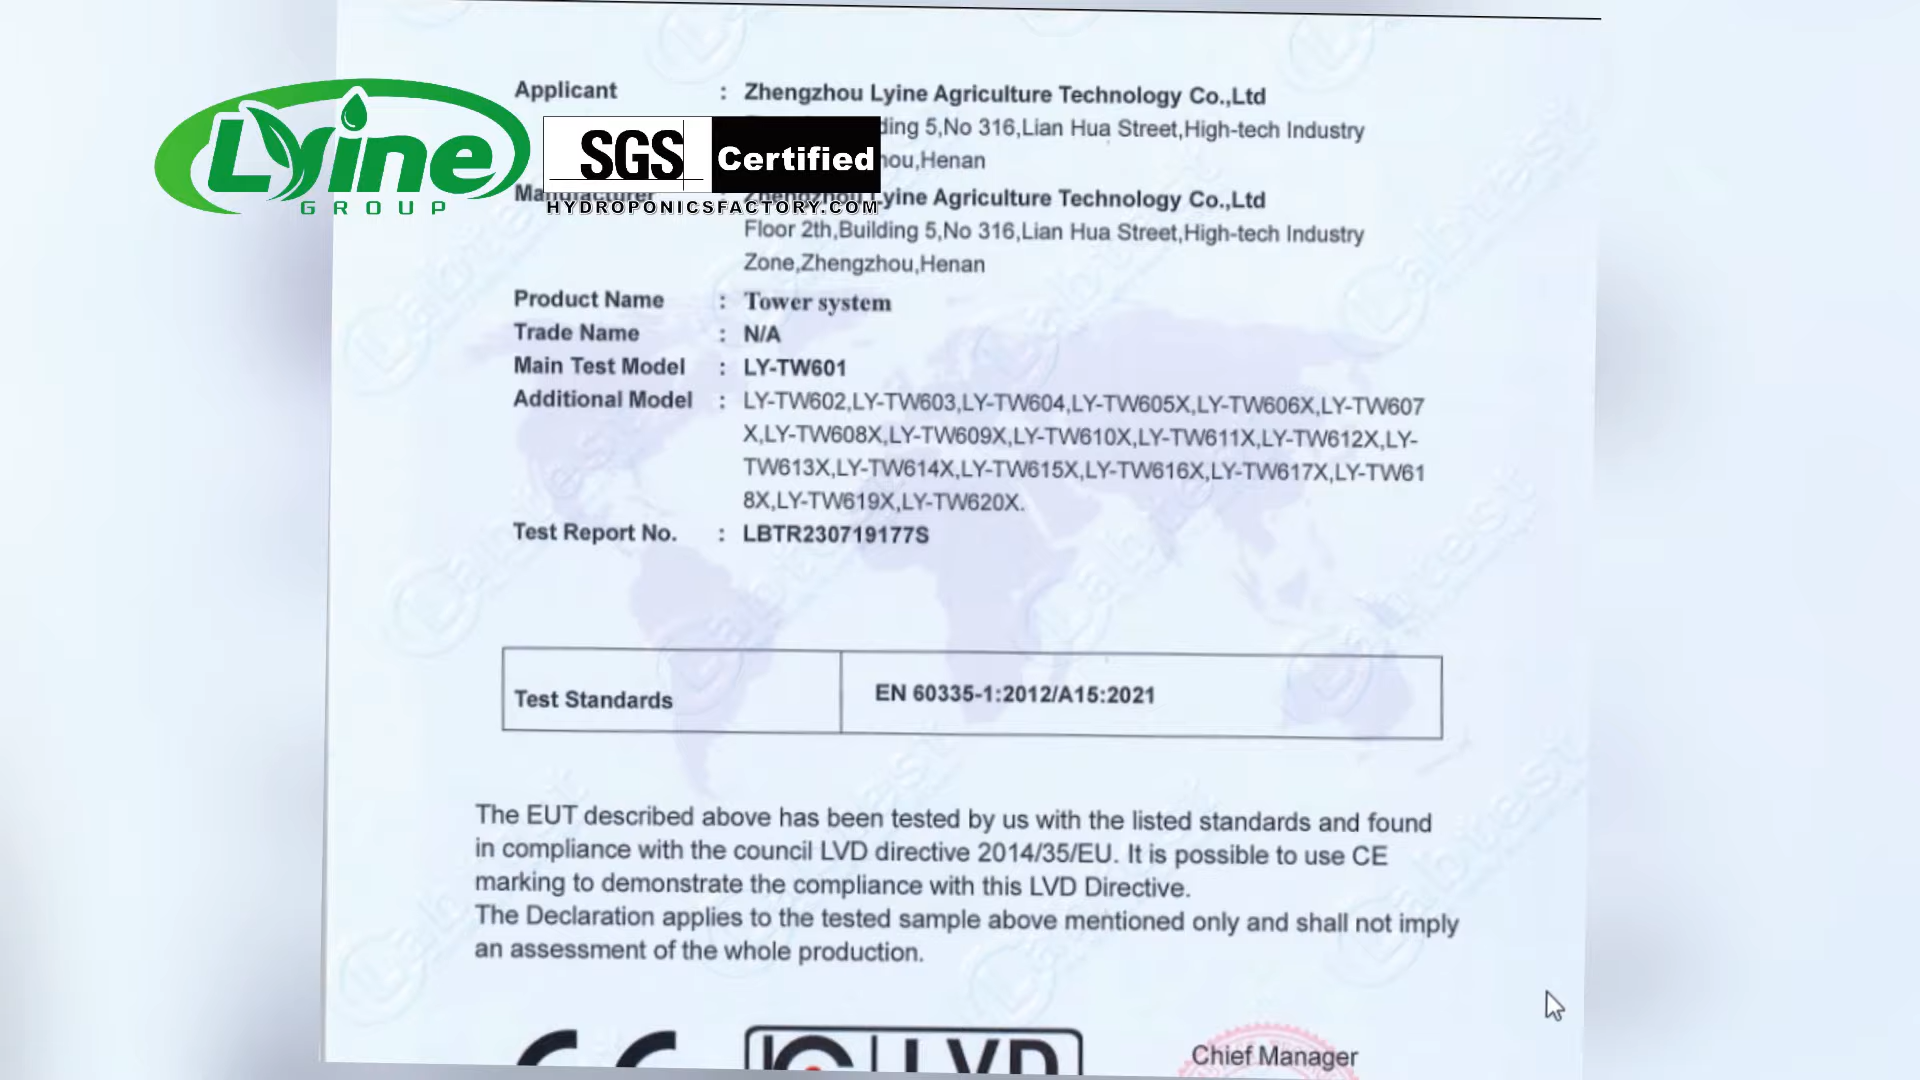 Lyine
GROUP
SGS Certified
HYDROPONICSFACTORY.COM
Applicant : Zhengzhou Lyine Agriculture Technology Co.,Ltd
5,No 316,Lian Hua Street,High-tech Industry
Henan
Manufacturer Zhengzhou Lyine Agriculture Technology Co.,Ltd
Floor 2th,Building 5,No 316,Lian Hua Street,High-tech Industry
Zone,Zhengzhou,Henan
Product Name : Tower system
Trade Name : N/A
Main Test Model : LY-TW601
Additional Model : LY-TW602,LY-TW603,LY-TW604,LY-TW605X,LY-TW606X,LY-TW607
X,LY-TW608X,LY-TW609X,LY-TW610X,LY-TW611X,LY-TW612X,LY-
TW613X,LY-TW614X,LY-TW615X,LY-TW616X,LY-TW617X,LY-TW61
8X,LY-TW619X,LY-TW620X.
Test Report No. : LBTR230719177S
Test Standards EN 60335-1:2012/A15:2021
The EUT described above has been tested by us with the listed standards and found
in compliance with the council LVD directive 2014/35/EU. It is possible to use CE
marking to demonstrate the compliance with this LVD Directive.
The Declaration applies to the tested sample above mentioned only and shall not imply
an assessment of the whole production.
CE LVD Chief Manager